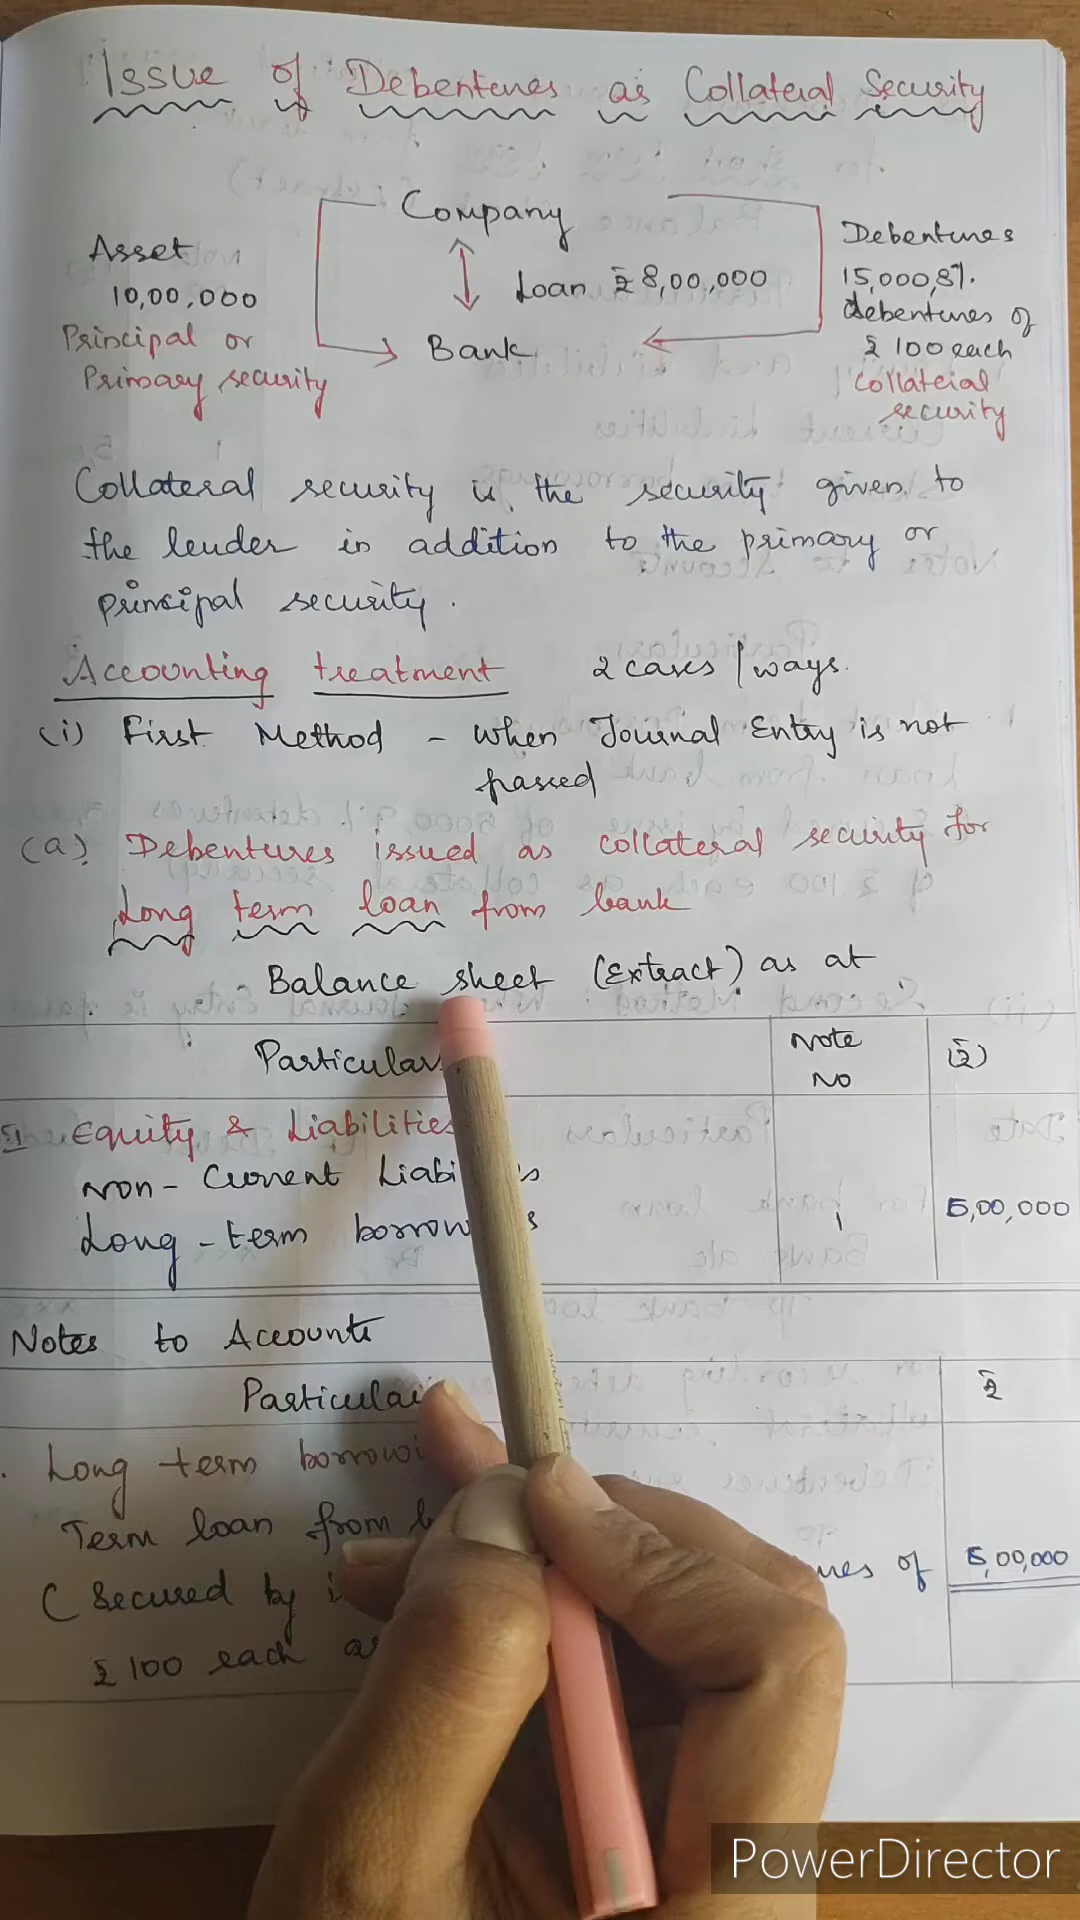 Issue of Debentures as Collateral Security
Company
Asset
10,00,000
Principal or
Primary security
Loan ₹ 8,00,000
Bank
Debentures
15,000, 8%
debentures of
₹ 100 each
Collateral
security
Collateral security is the security given to
the lender in addition to the primary or
principal security.
Accounting treatment 2 cases/ways.
(i) First Method - When Journal Entry is not
passed
(a) Debentures issued as collateral security for
Long term loan from bank
Balance sheet (Extract) as at
Particular
Note
No
(₹)
Equity & Liabilities
Non-Current Liabi
Long-term borrow 1 5,00,000
Notes to Accounts
Particular ₹
Long term borrowi
Term loan from
(Secured by of 5,00,000
₹ 100 each as
PowerDirector